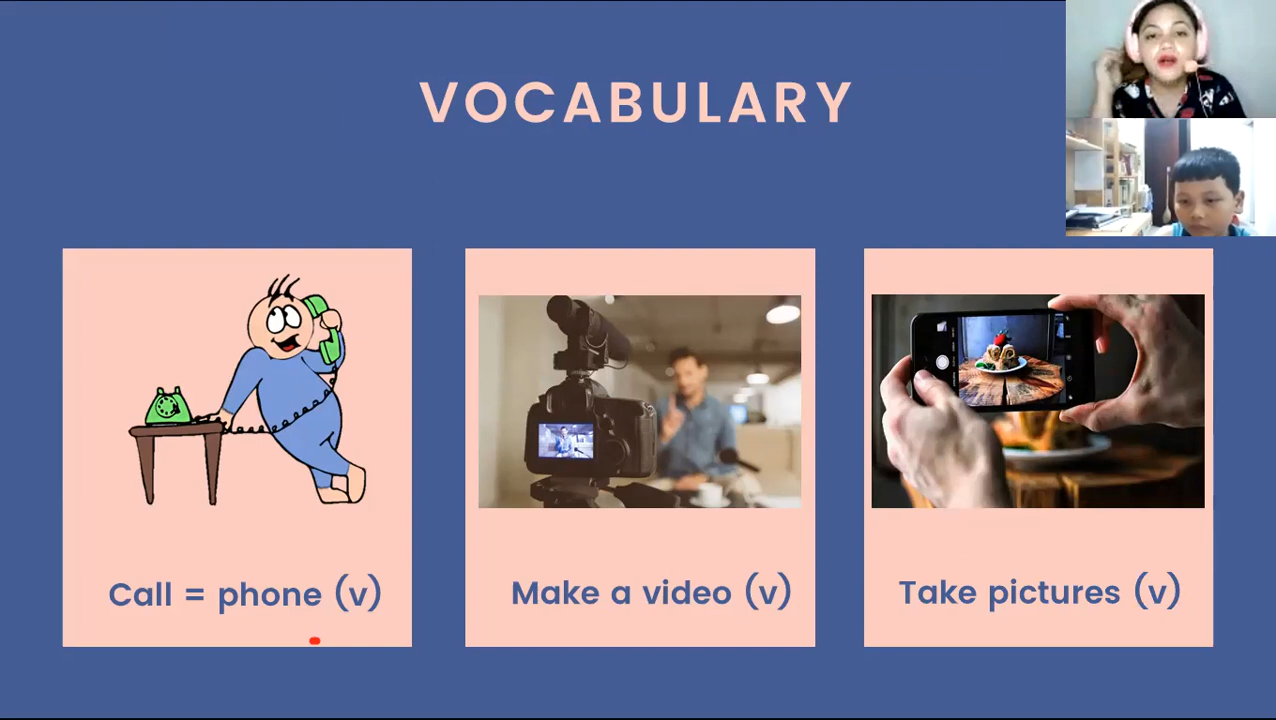 VOCABULARY
Call = phone (v)
Make a video (v)
Take pictures (v)